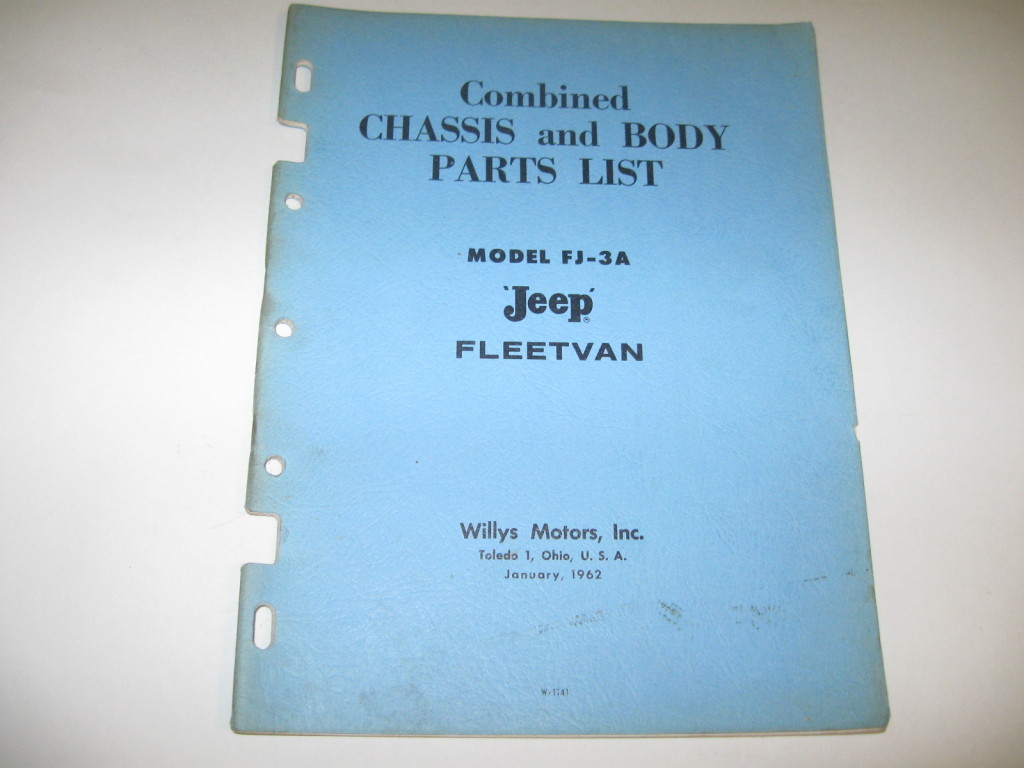 Combined
CHASSIS and BODY
PARTS LIST
MODEL FJ-3A
'Jeep'®
FLEETVAN
Willys Motors, Inc.
Toledo 1, Ohio, U. S. A.
January, 1962